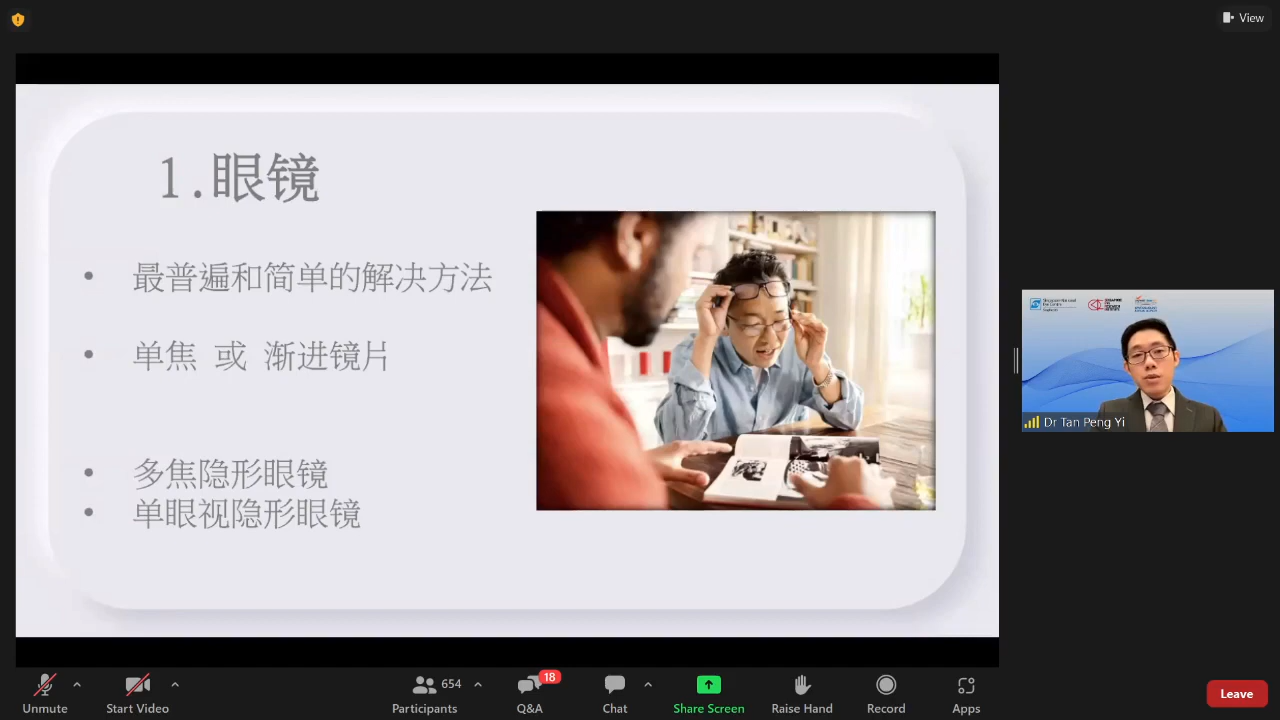 View
1.眼镜
• 最普遍和简单的解决方法
• 单焦 或 渐进镜片
• 多焦隐形眼镜
• 单眼视隐形眼镜
Dr Tan Peng Yi
18
654
Unmute
Start Video
Participants
Q&A
Chat
Share Screen
Raise Hand
Record
Apps
Leave